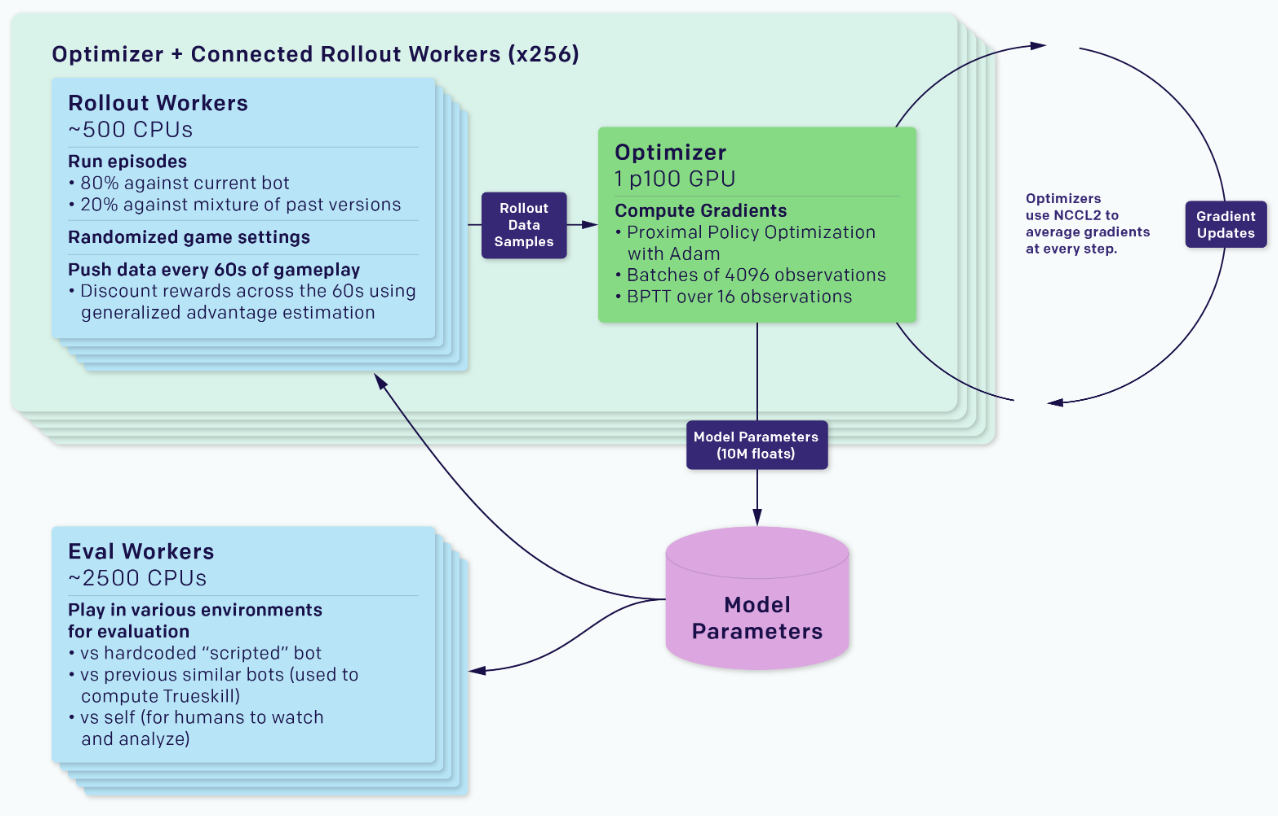 Optimizer + Connected Rollout Workers (x256)
Rollout Workers
~500 CPUs
Run episodes
• 80% against current bot
• 20% against mixture of past versions
Randomized game settings
Push data every 60s of gameplay
• Discount rewards across the 60s using
generalized advantage estimation
Rollout
Data
Samples
Optimizer
1 p100 GPU
Compute Gradients
• Proximal Policy Optimization
with Adam
• Batches of 4096 observations
• BPTT over 16 observations
Optimizers
use NCCL2 to
average gradients
at every step.
Gradient
Updates
Model Parameters
(10M floats)
Eval Workers
~2500 CPUs
Play in various environments
for evaluation
• vs hardcoded “scripted” bot
• vs previous similar bots (used to
compute Trueskill)
• vs self (for humans to watch
and analyze)
Model
Parameters